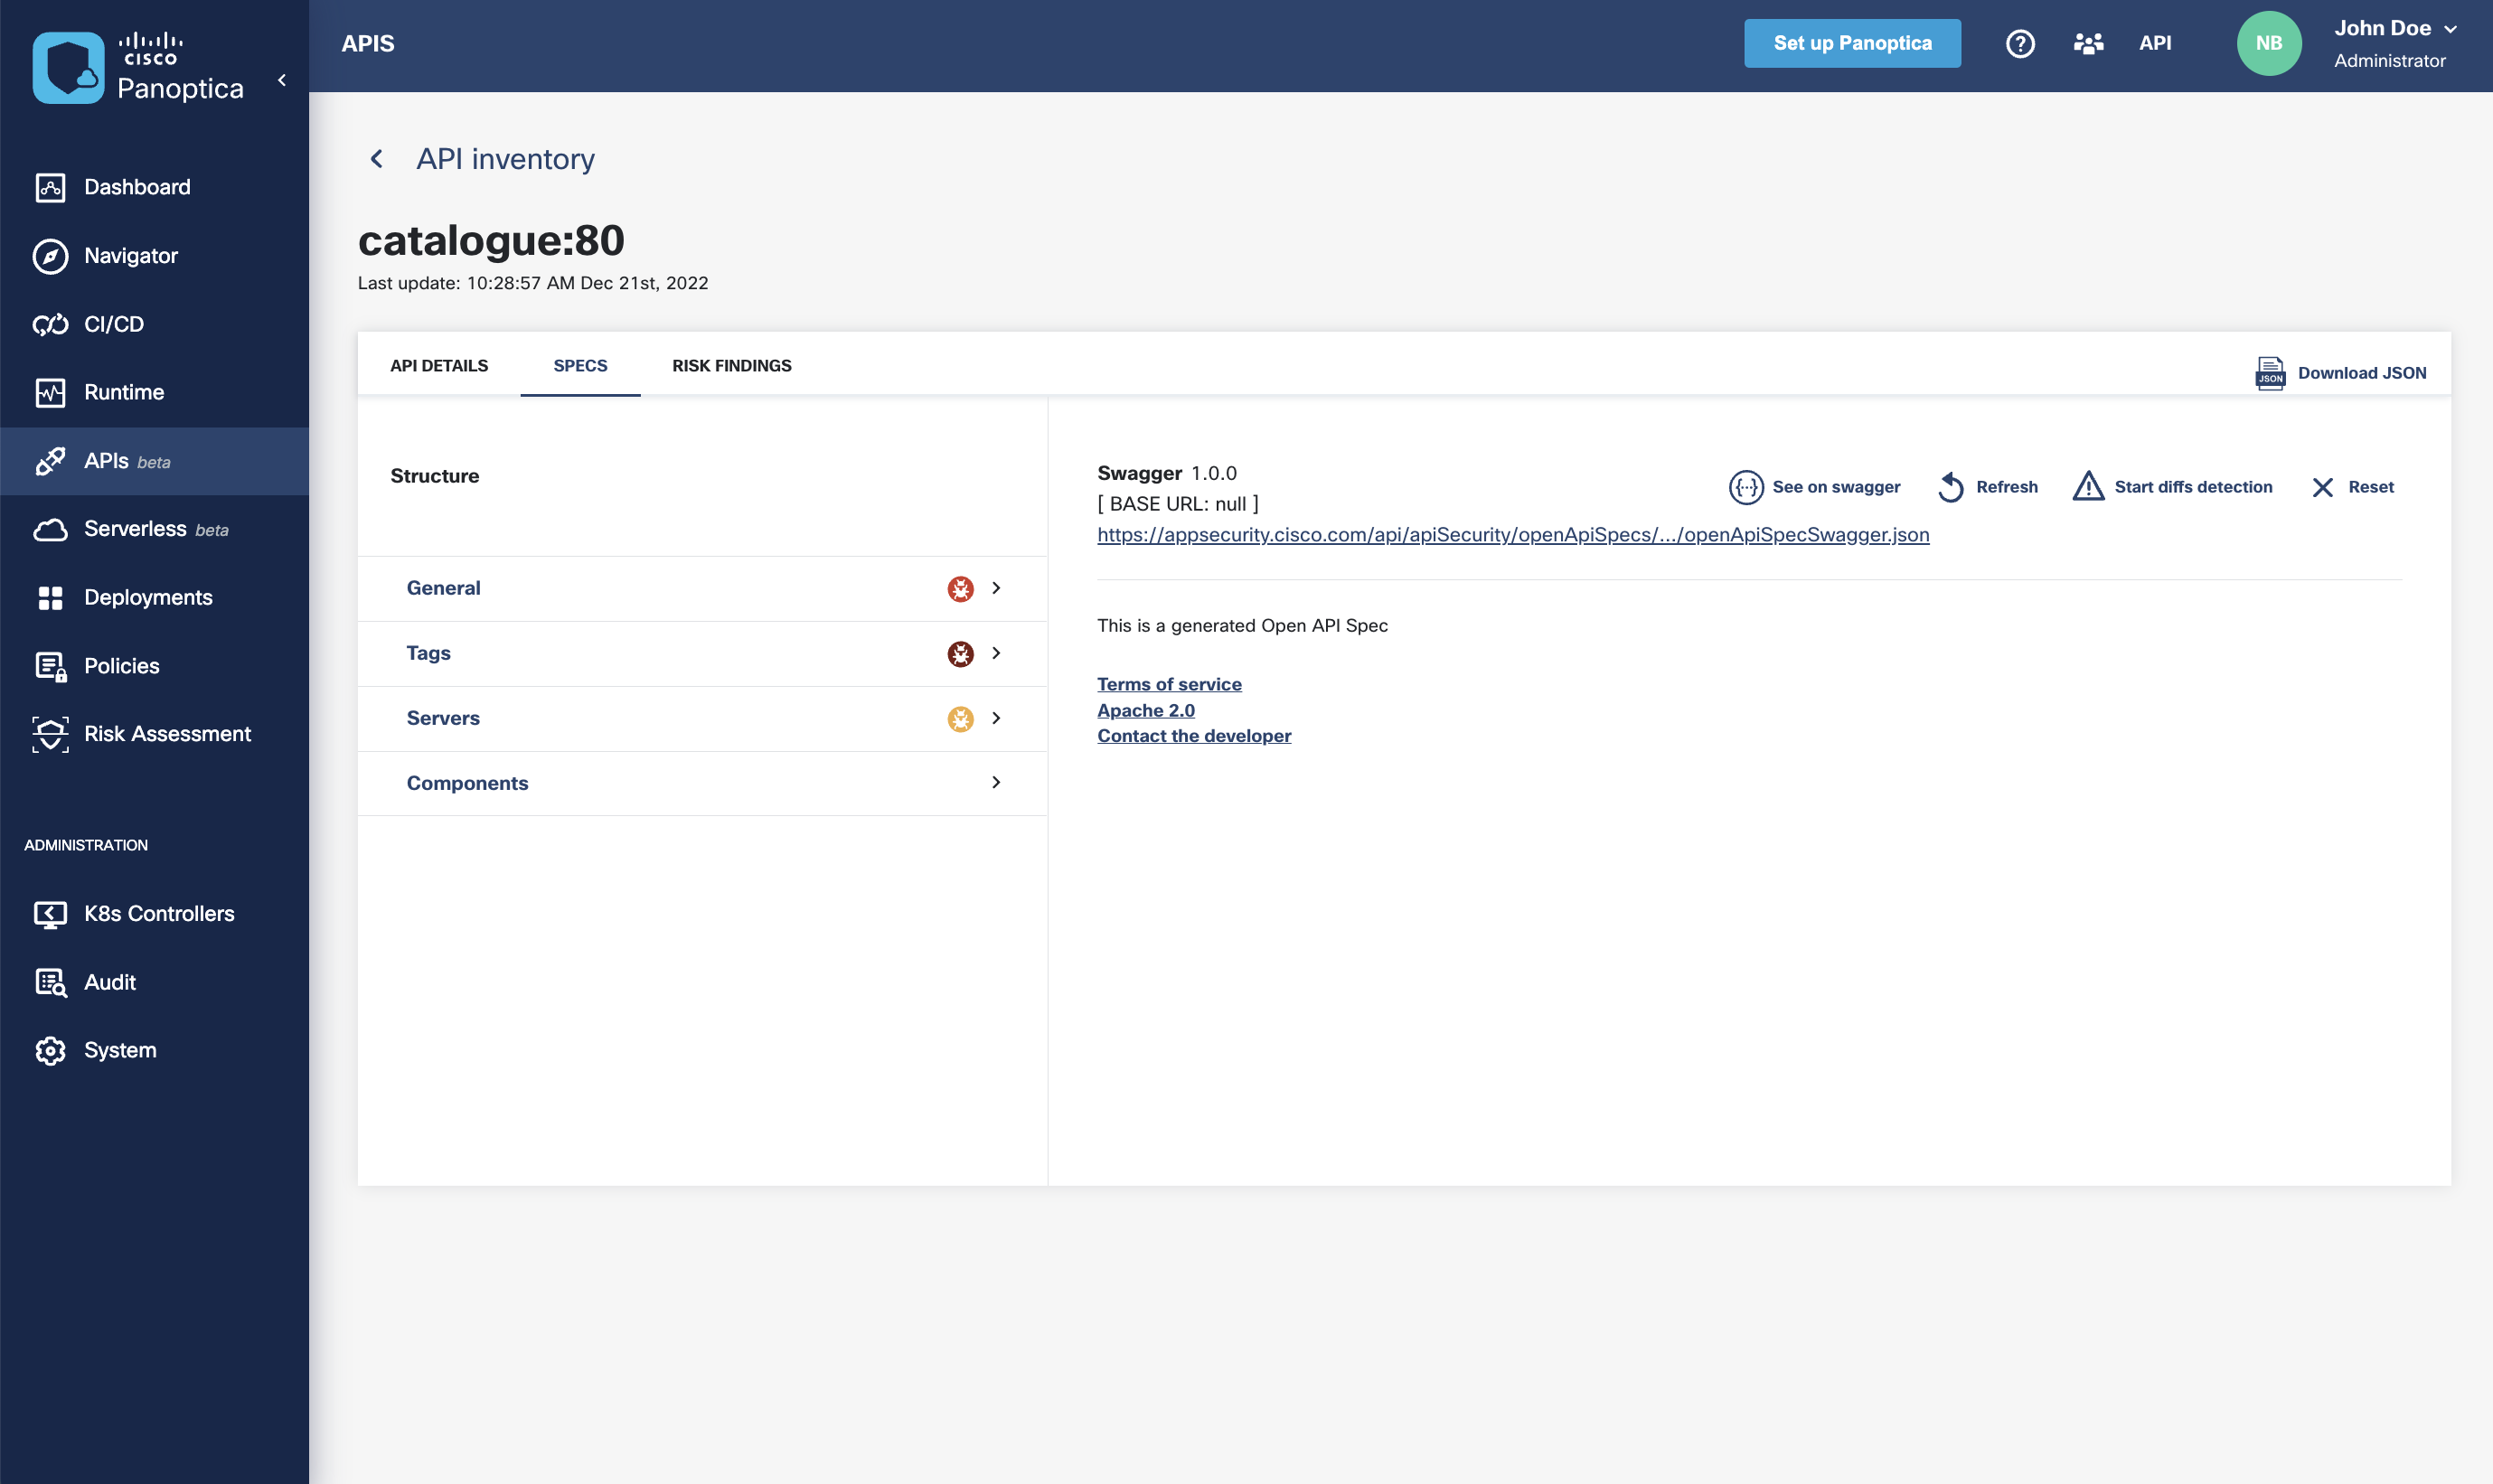 cisco
Panoptica
Dashboard
Navigator
CI/CD
Runtime
APIs beta
Serverless beta
Deployments
Policies
Risk Assessment
ADMINISTRATION
K8s Controllers
Audit
System
APIS
Set up Panoptica
?
API
NB
John Doe
Administrator
API inventory
catalogue:80
Last update: 10:28:57 AM Dec 21st, 2022
API DETAILS
SPECS
RISK FINDINGS
JSON
Download JSON
Structure
General
Tags
Servers
Components
Swagger 1.0.0
[ BASE URL: null ]
https://appsecurity.cisco.com/api/apiSecurity/openApiSpecs/.../openApiSpecSwagger.json
{...}
See on swagger
Refresh
Start diffs detection
Reset
This is a generated Open API Spec
Terms of service
Apache 2.0
Contact the developer